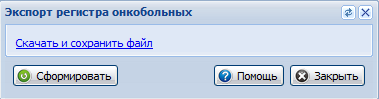 Экспорт регистра онкобольных
Скачать и сохранить файл
Сформировать
Помощь
Закрыть